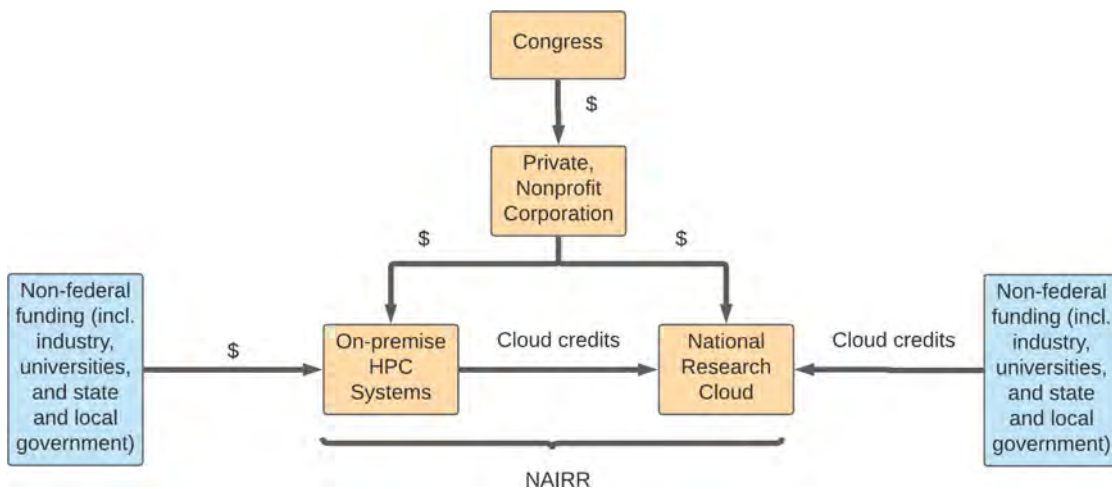 Congress
$
Private,
Nonprofit
Corporation
$
$
Non-federal
funding (incl.
industry,
universities,
and state
and local
government)
$
On-premise
HPC
Systems
Cloud credits
National
Research
Cloud
Cloud credits
Non-federal
funding (incl.
industry,
universities,
and state
and local
government)
NAIRR